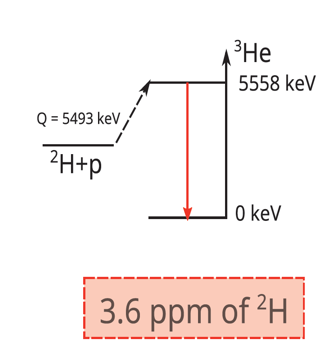 ³He
5558 keV
Q = 5493 keV
²H+p
0 keV
3.6 ppm of ²H